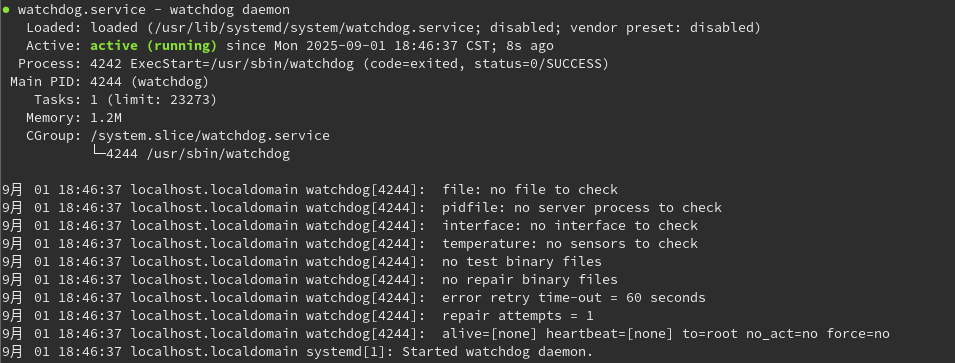 ● watchdog.service - watchdog daemon
   Loaded: loaded (/usr/lib/systemd/system/watchdog.service; disabled; vendor preset: disabled)
   Active: active (running) since Mon 2025-09-01 18:46:37 CST; 8s ago
  Process: 4242 ExecStart=/usr/sbin/watchdog (code=exited, status=0/SUCCESS)
 Main PID: 4244 (watchdog)
    Tasks: 1 (limit: 23273)
   Memory: 1.2M
   CGroup: /system.slice/watchdog.service
           └─4244 /usr/sbin/watchdog
9月 01 18:46:37 localhost.localdomain watchdog[4244]:  file: no file to check
9月 01 18:46:37 localhost.localdomain watchdog[4244]:  pidfile: no server process to check
9月 01 18:46:37 localhost.localdomain watchdog[4244]:  interface: no interface to check
9月 01 18:46:37 localhost.localdomain watchdog[4244]:  temperature: no sensors to check
9月 01 18:46:37 localhost.localdomain watchdog[4244]:  no test binary files
9月 01 18:46:37 localhost.localdomain watchdog[4244]:  no repair binary files
9月 01 18:46:37 localhost.localdomain watchdog[4244]:  error retry time-out = 60 seconds
9月 01 18:46:37 localhost.localdomain watchdog[4244]:  repair attempts = 1
9月 01 18:46:37 localhost.localdomain watchdog[4244]:  alive=[none] heartbeat=[none] to=root no_act=no force=no
9月 01 18:46:37 localhost.localdomain systemd[1]: Started watchdog daemon.